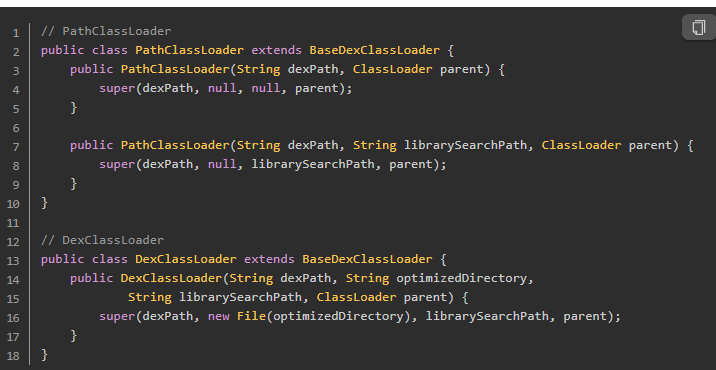 1 // PathClassLoader
2 public class PathClassLoader extends BaseDexClassLoader {
3     public PathClassLoader(String dexPath, ClassLoader parent) {
4         super(dexPath, null, null, parent);
5     }
6
7     public PathClassLoader(String dexPath, String librarySearchPath, ClassLoader parent) {
8         super(dexPath, null, librarySearchPath, parent);
9     }
10 }
11
12 // DexClassLoader
13 public class DexClassLoader extends BaseDexClassLoader {
14     public DexClassLoader(String dexPath, String optimizedDirectory,
15             String librarySearchPath, ClassLoader parent) {
16         super(dexPath, new File(optimizedDirectory), librarySearchPath, parent);
17     }
18 }